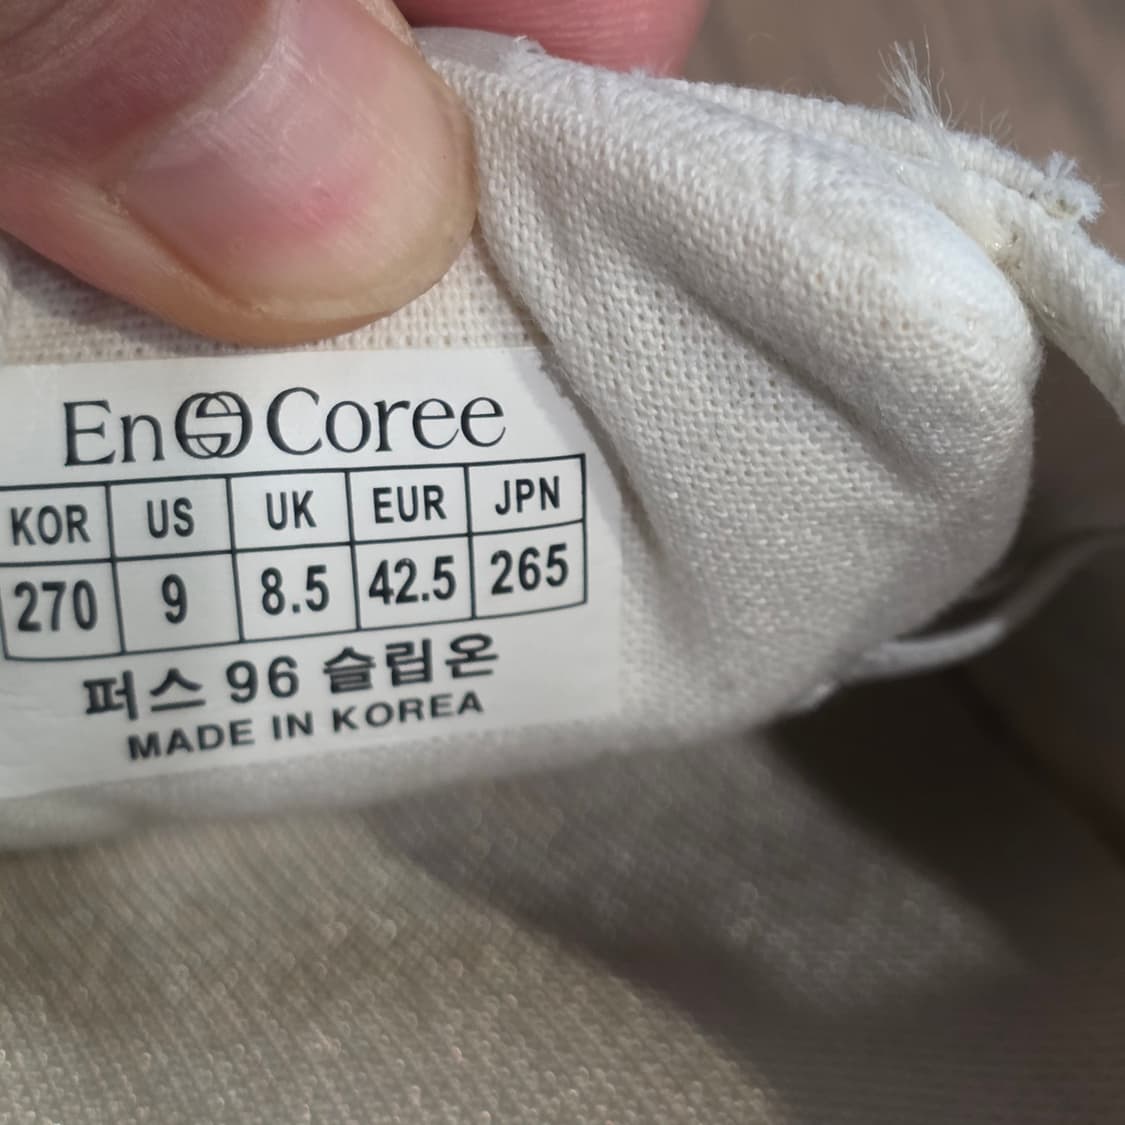 En Coree
KOR US UK EUR JPN
270 9 8.5 42.5 265
퍼스 96 슬립온
MADE IN KOREA